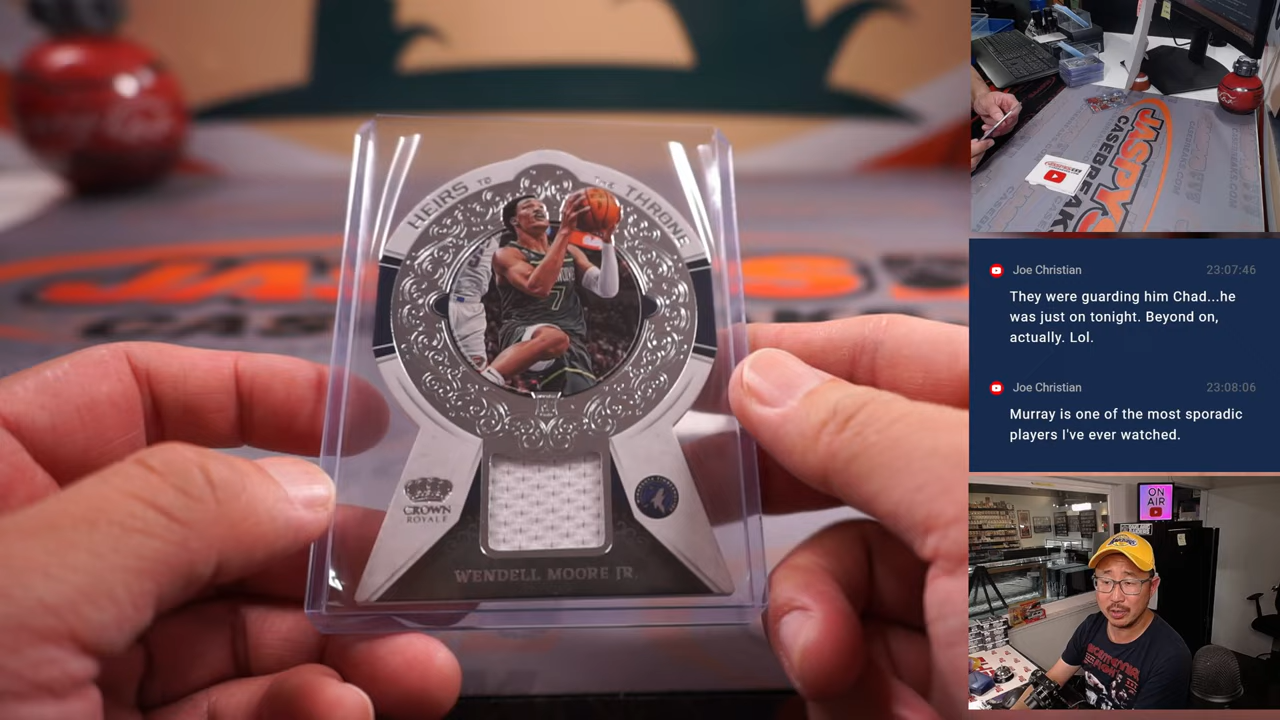 HEIRS TO THE THRONE
7
CROWN
ROYALE
WENDELL MOORE JR.
JASPY'S
CASEBREAKS
Joe Christian 23:07:46
They were guarding him Chad...he
was just on tonight. Beyond on,
actually. Lol.
Joe Christian 23:08:06
Murray is one of the most sporadic
players I've ever watched.
ON
AIR